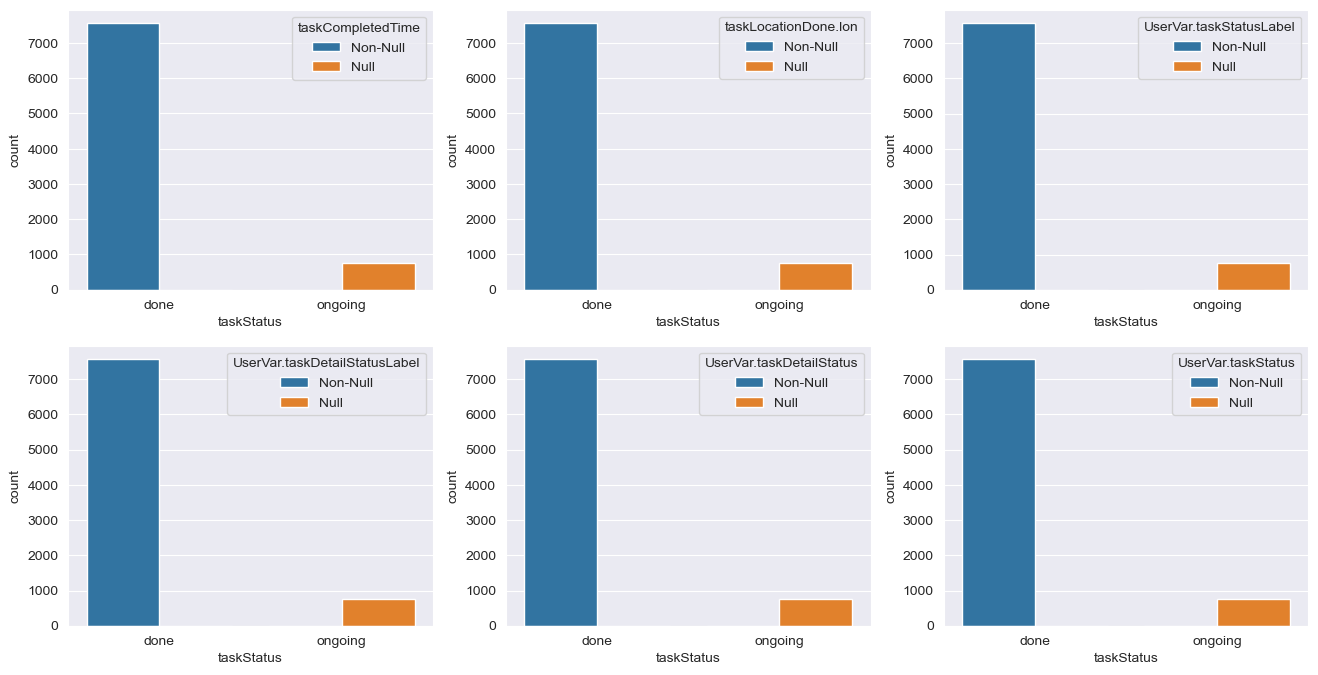 taskCompletedTime
Non-Null
Null
7000
6000
5000
4000
3000
2000
1000
0
count
done
ongoing
taskStatus
taskLocationDone.lon
Non-Null
Null
7000
6000
5000
4000
3000
2000
1000
0
count
done
ongoing
taskStatus
UserVar.taskStatusLabel
Non-Null
Null
7000
6000
5000
4000
3000
2000
1000
0
count
done
ongoing
taskStatus
UserVar.taskDetailStatusLabel
Non-Null
Null
7000
6000
5000
4000
3000
2000
1000
0
count
done
ongoing
taskStatus
UserVar.taskDetailStatus
Non-Null
Null
7000
6000
5000
4000
3000
2000
1000
0
count
done
ongoing
taskStatus
UserVar.taskStatus
Non-Null
Null
7000
6000
5000
4000
3000
2000
1000
0
count
done
ongoing
taskStatus